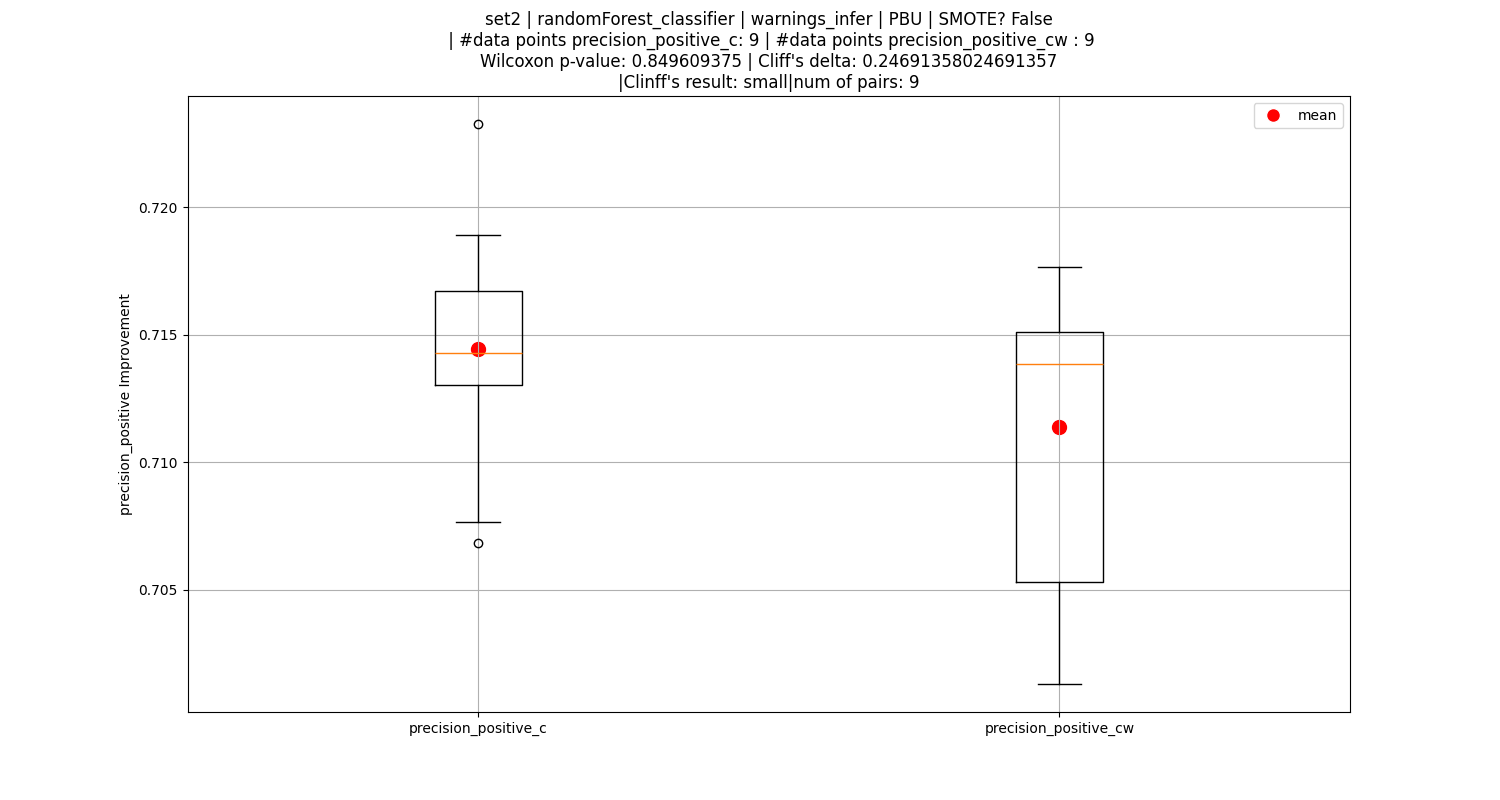 set2 | randomForest_classifier | warnings_infer | PBU | SMOTE? False
| #data points precision_positive_c: 9 | #data points precision_positive_cw : 9
Wilcoxon p-value: 0.849609375 | Cliff's delta: 0.24691358024691357
|Clinff's result: small|num of pairs: 9
mean
0.720
0.715
0.710
0.705
precision_positive Improvement
precision_positive_c
precision_positive_cw